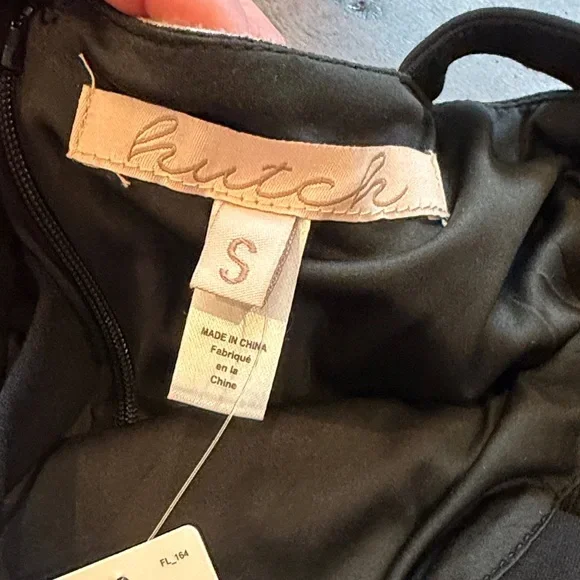 hutch
S
MADE IN CHINA
Fabriqué
en la
Chine
FL_164